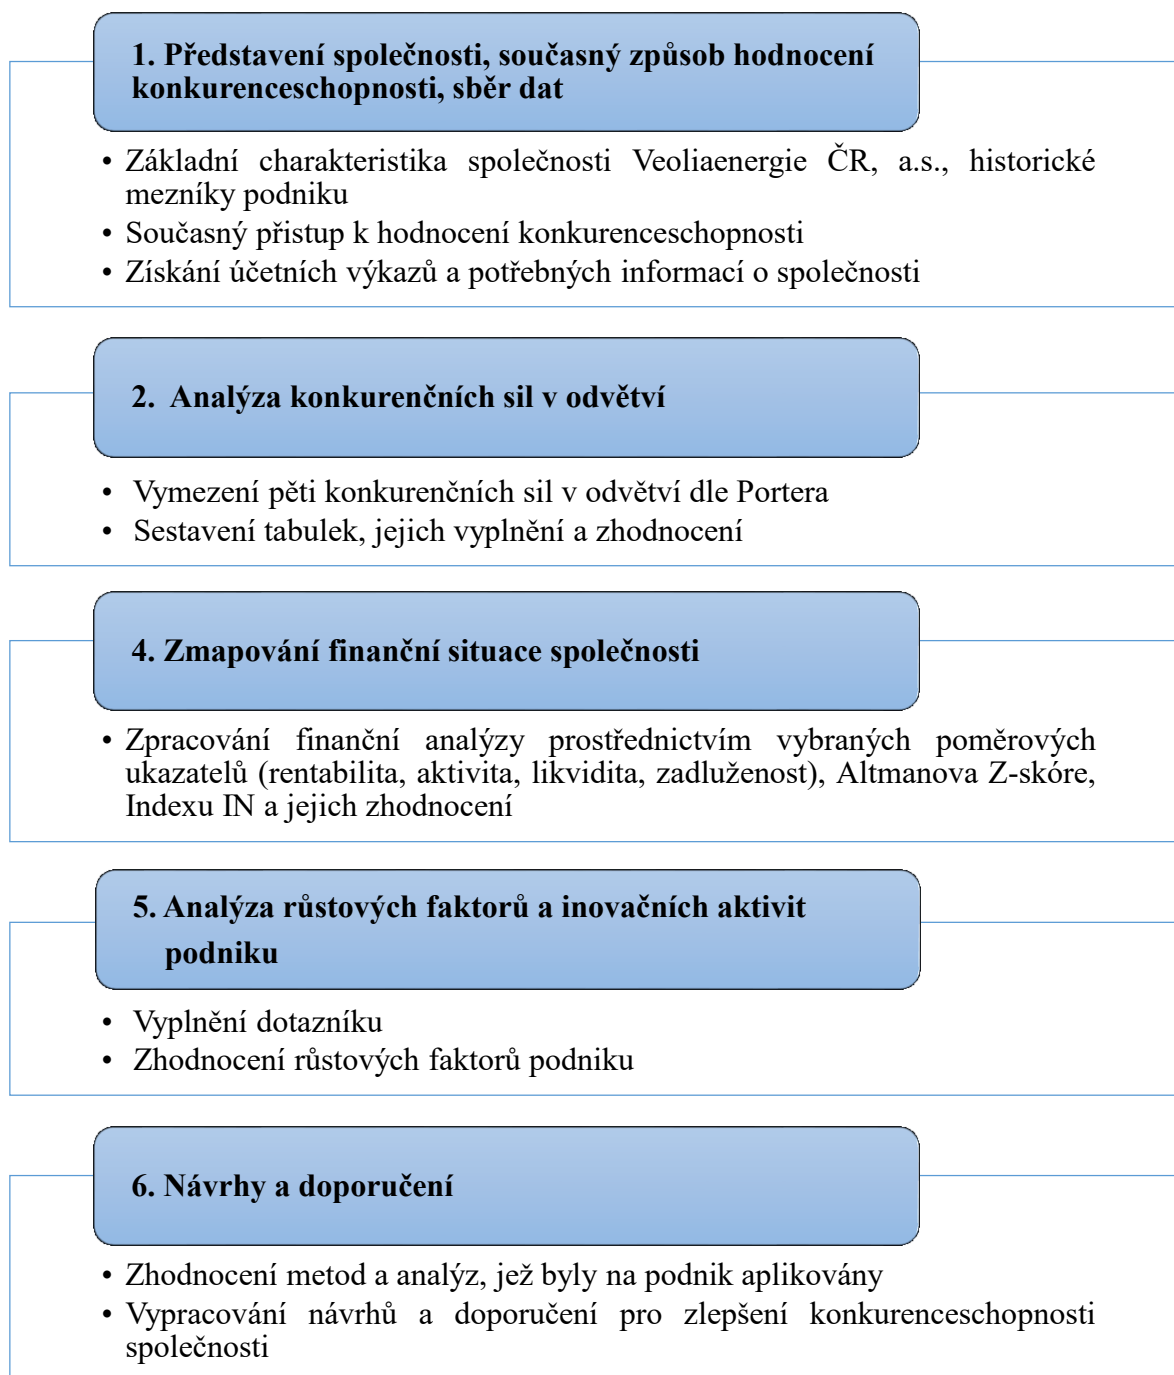 1. Představení společnosti, současný způsob hodnocení
konkurenceschopnosti, sběr dat
• Základní charakteristika společnosti Veoliaenergie ČR, a.s., historické
mezníky podniku
• Současný přistup k hodnocení konkurenceschopnosti
• Získání účetních výkazů a potřebných informací o společnosti
2. Analýza konkurenčních sil v odvětví
• Vymezení pěti konkurenčních sil v odvětví dle Portera
• Sestavení tabulek, jejich vyplnění a zhodnocení
4. Zmapování finanční situace společnosti
• Zpracování finanční analýzy prostřednictvím vybraných poměrových
ukazatelů (rentabilita, aktivita, likvidita, zadluženost), Altmanova Z-skóre,
Indexu IN a jejich zhodnocení
5. Analýza růstových faktorů a inovačních aktivit
podniku
• Vyplnění dotazníku
• Zhodnocení růstových faktorů podniku
6. Návrhy a doporučení
• Zhodnocení metod a analýz, jež byly na podnik aplikovány
• Vypracování návrhů a doporučení pro zlepšení konkurenceschopnosti
společnosti